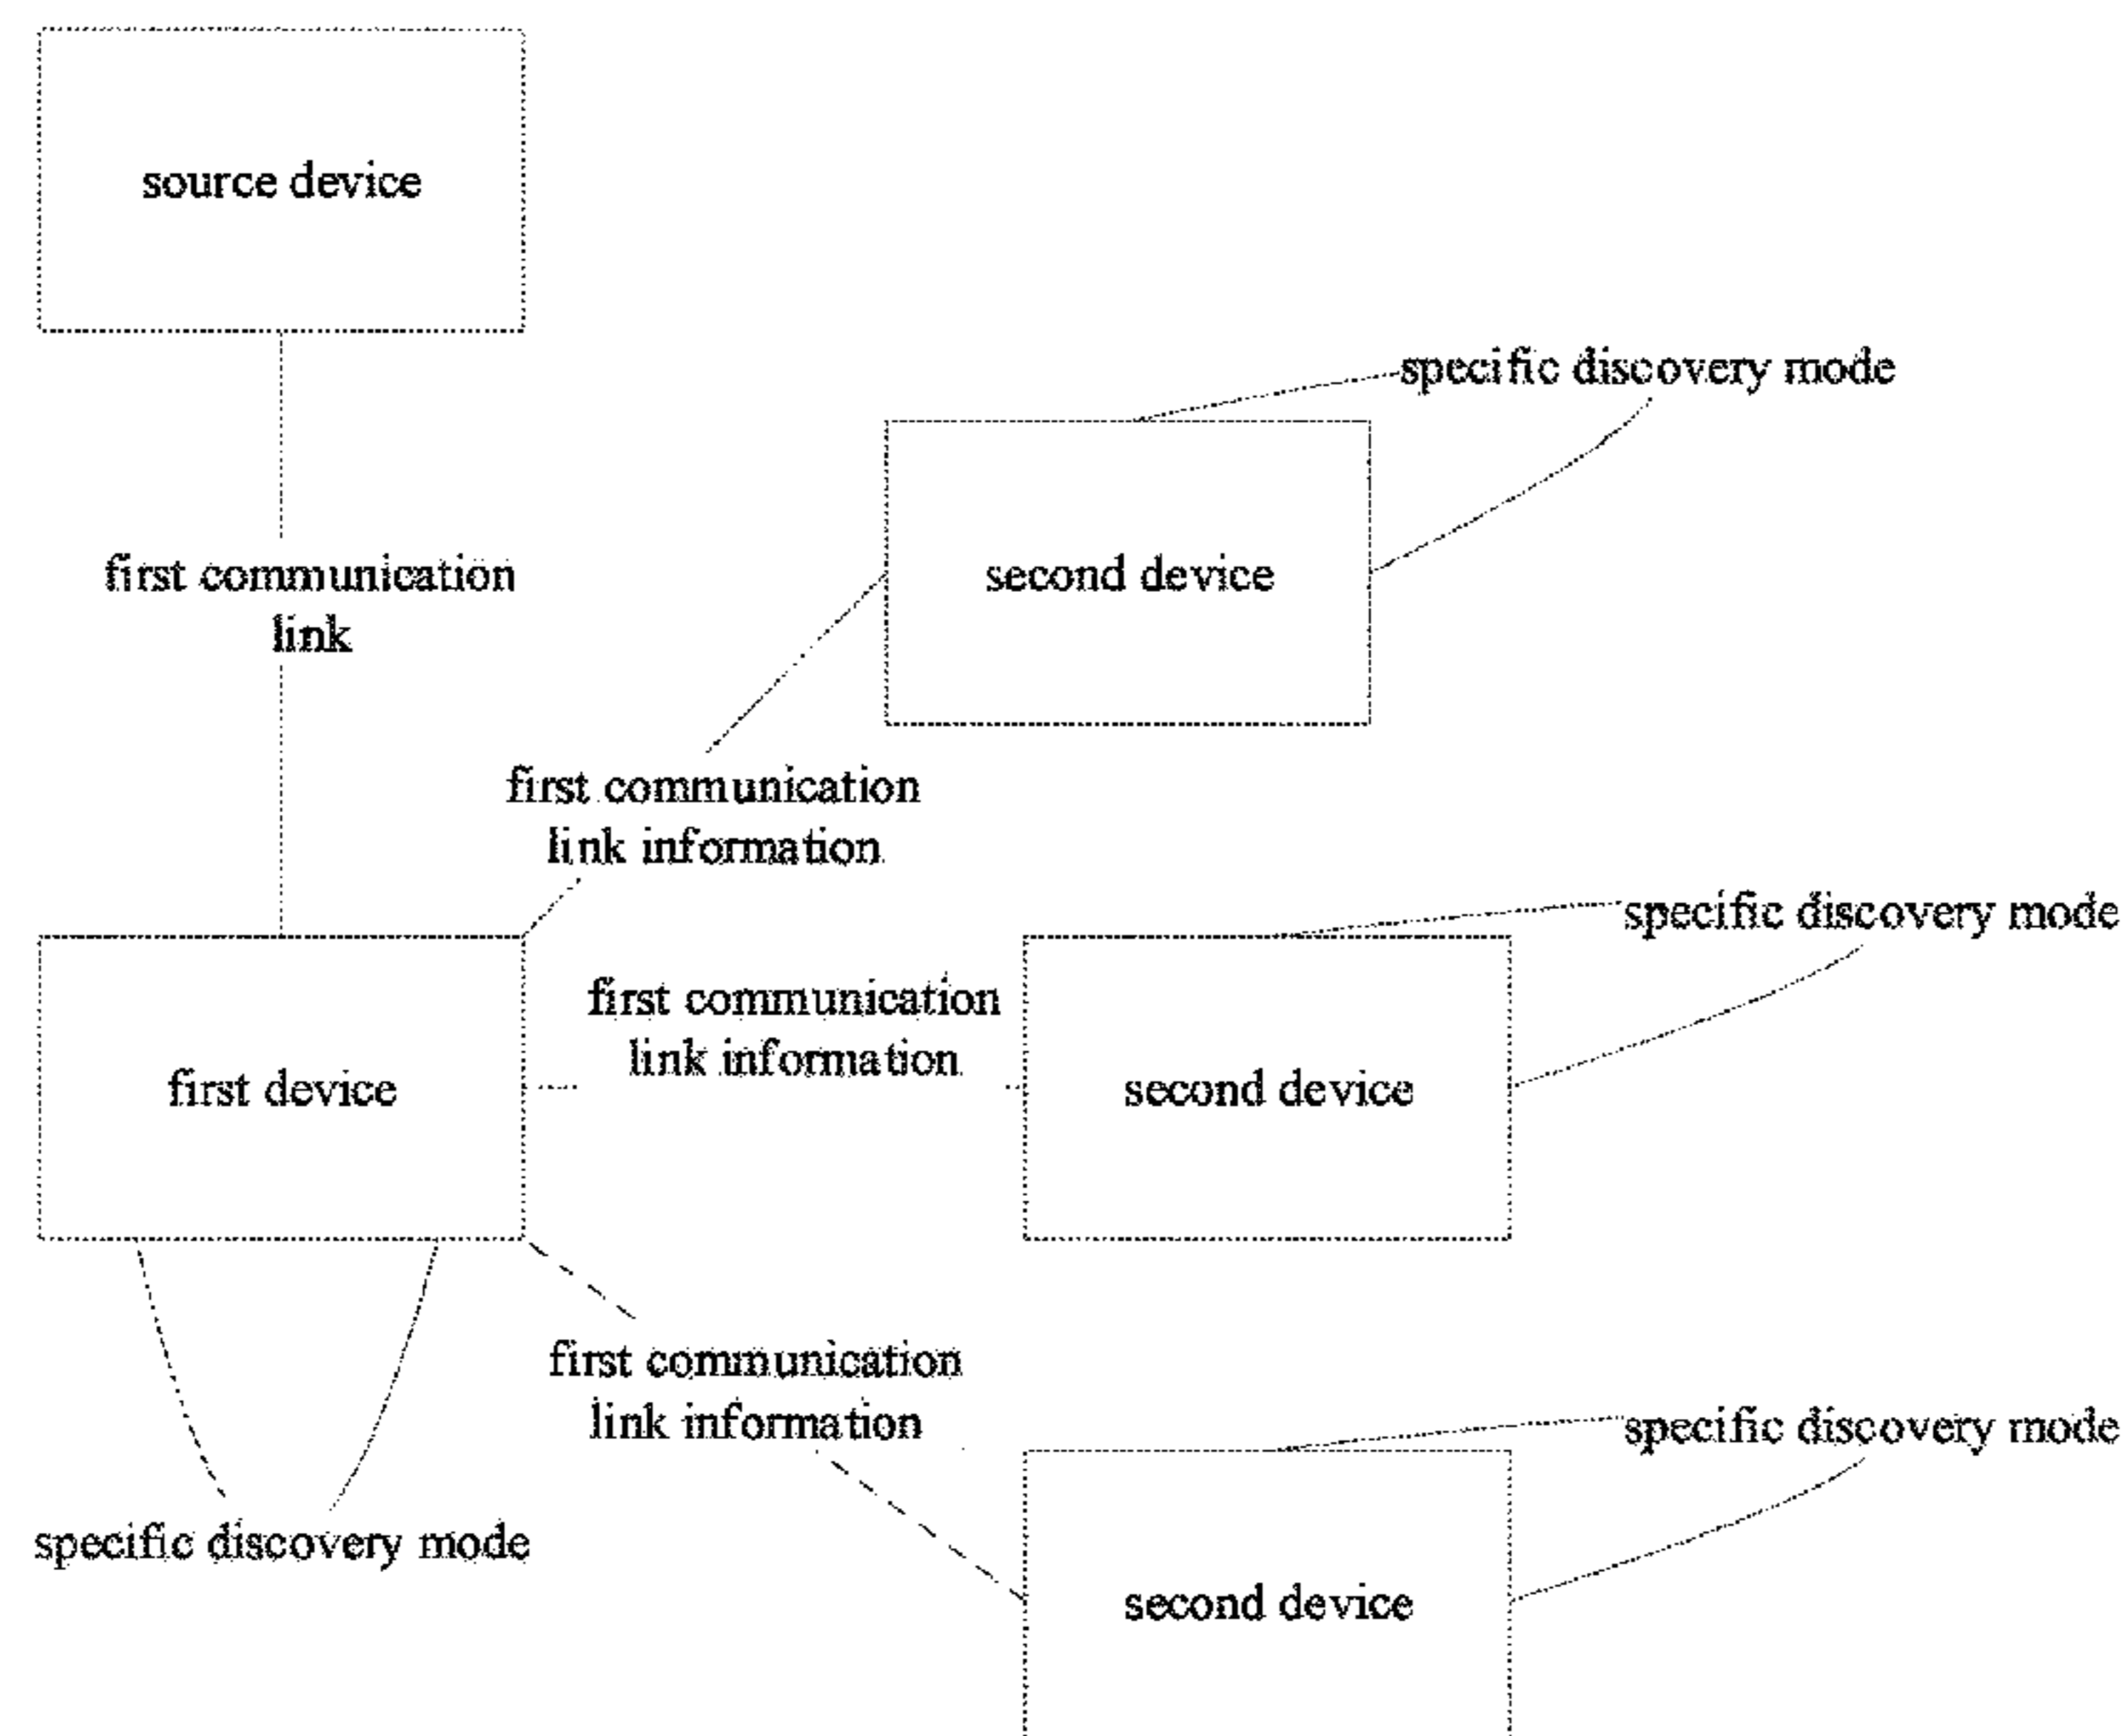 source device
specific discovery mode
first communication
link
second device
first communication
link information
specific discovery mode
first communication
link information
first device
second device
first communication
link information
specific discovery mode
specific discovery mode
second device